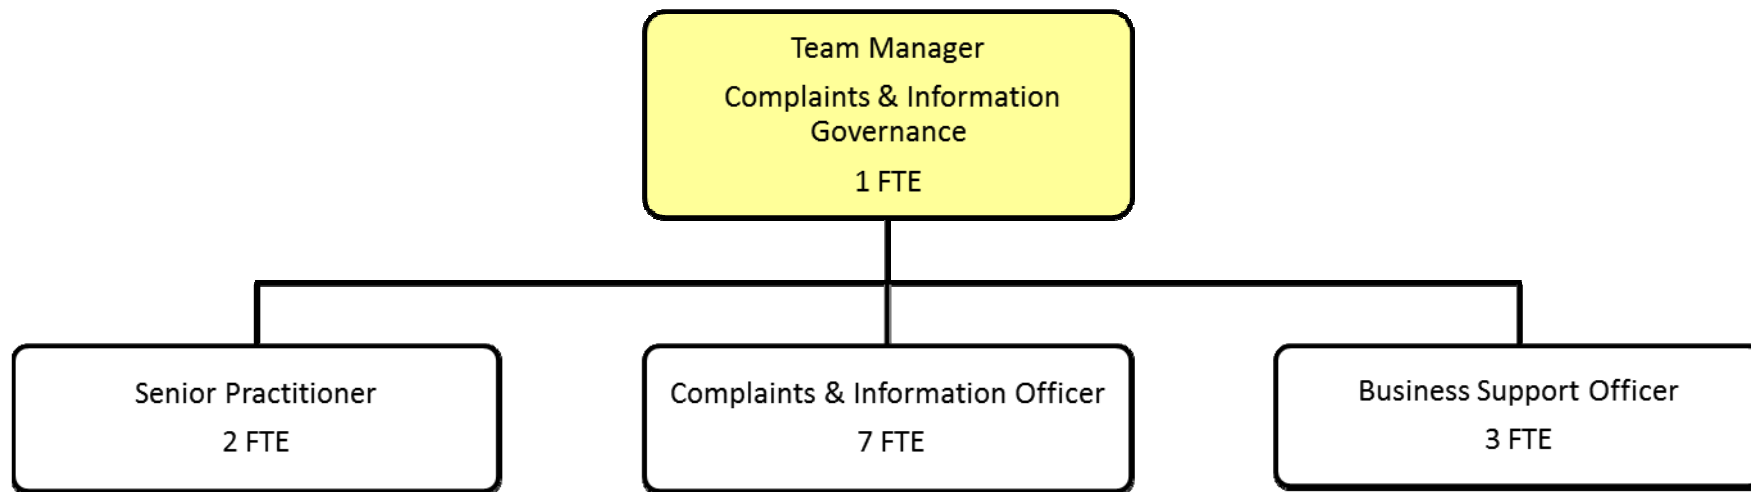 Team Manager
Complaints & Information
Governance
1 FTE
Senior Practitioner
2 FTE
Complaints & Information Officer
7 FTE
Business Support Officer
3 FTE